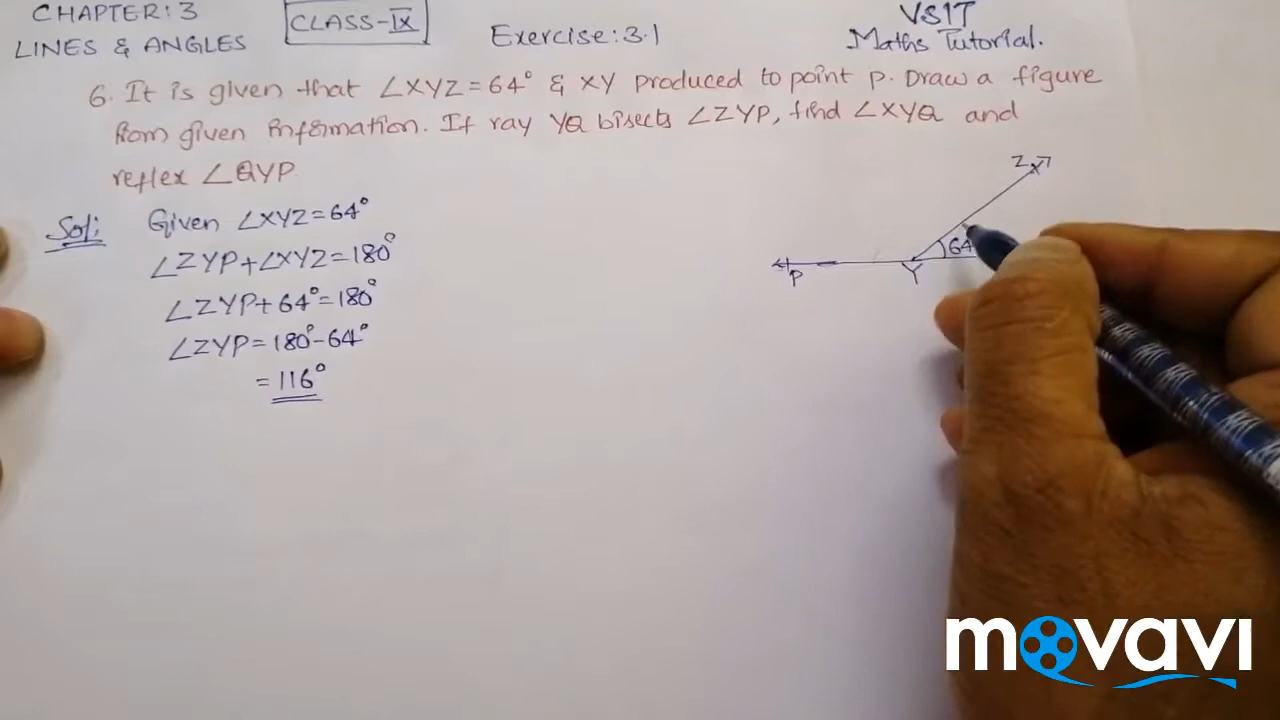 CHAPTER: 3
LINES & ANGLES
CLASS-IX
Exercise: 3.1
VSIT
Maths Tutorial.
6. It is given that ∠XYZ = 64° & XY produced to point P. Draw a figure
from given information. If ray YQ bisects ∠ZYP, find ∠XYQ and
reflex ∠QYP
Sol: Given ∠XYZ = 64°
∠ZYP + ∠XYZ = 180°
∠ZYP + 64° = 180°
∠ZYP = 180° - 64°
= 116°
Z
64
P
Y
movavi